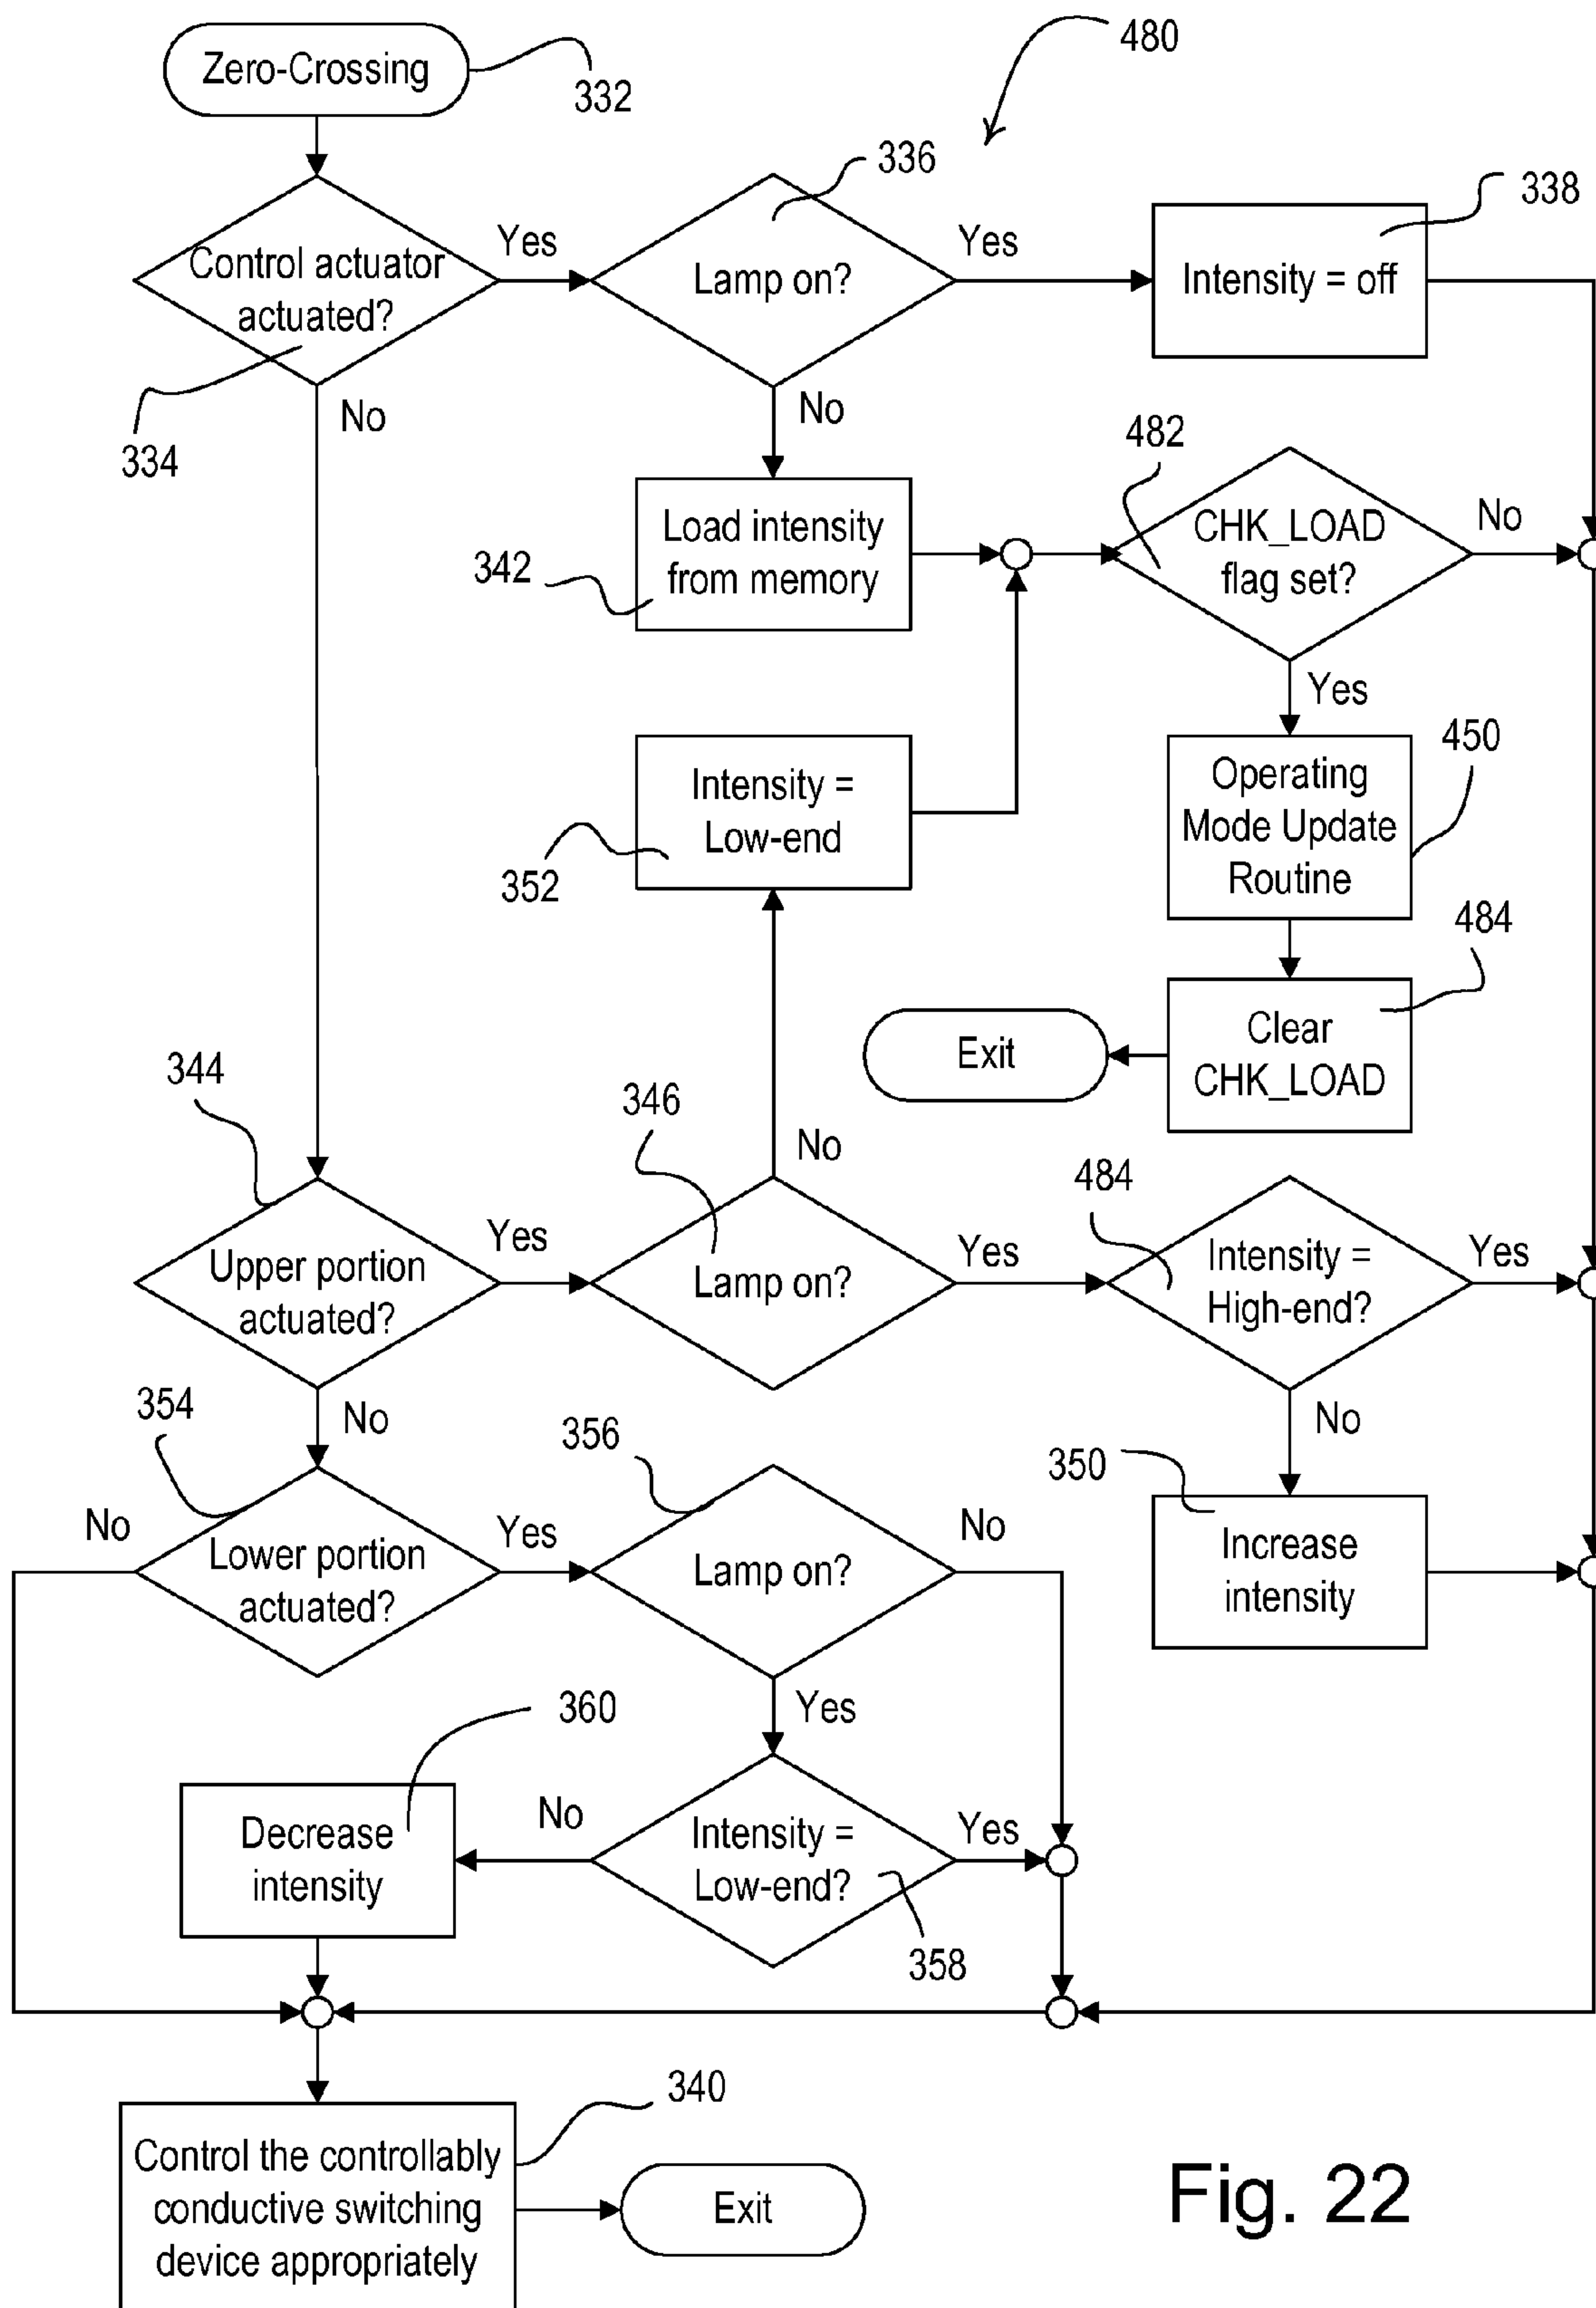 480
Zero-Crossing
332
336
338
Control actuator
actuated?
Yes
Lamp on?
Yes
Intensity = off
334
No
No
482
Load intensity
from memory
342
CHK_LOAD
flag set?
No
Yes
Intensity =
Low-end
352
450
Operating
Mode Update
Routine
484
Clear
CHK_LOAD
Exit
344
346
No
484
Upper portion
actuated?
Yes
Lamp on?
Yes
Intensity =
High-end?
Yes
354
No
356
No
350
No
Lower portion
actuated?
Yes
Lamp on?
No
Increase
intensity
360
Yes
Decrease
intensity
No
Intensity =
Low-end?
Yes
358
340
Control the controllably
conductive switching
device appropriately
Exit
Fig. 22